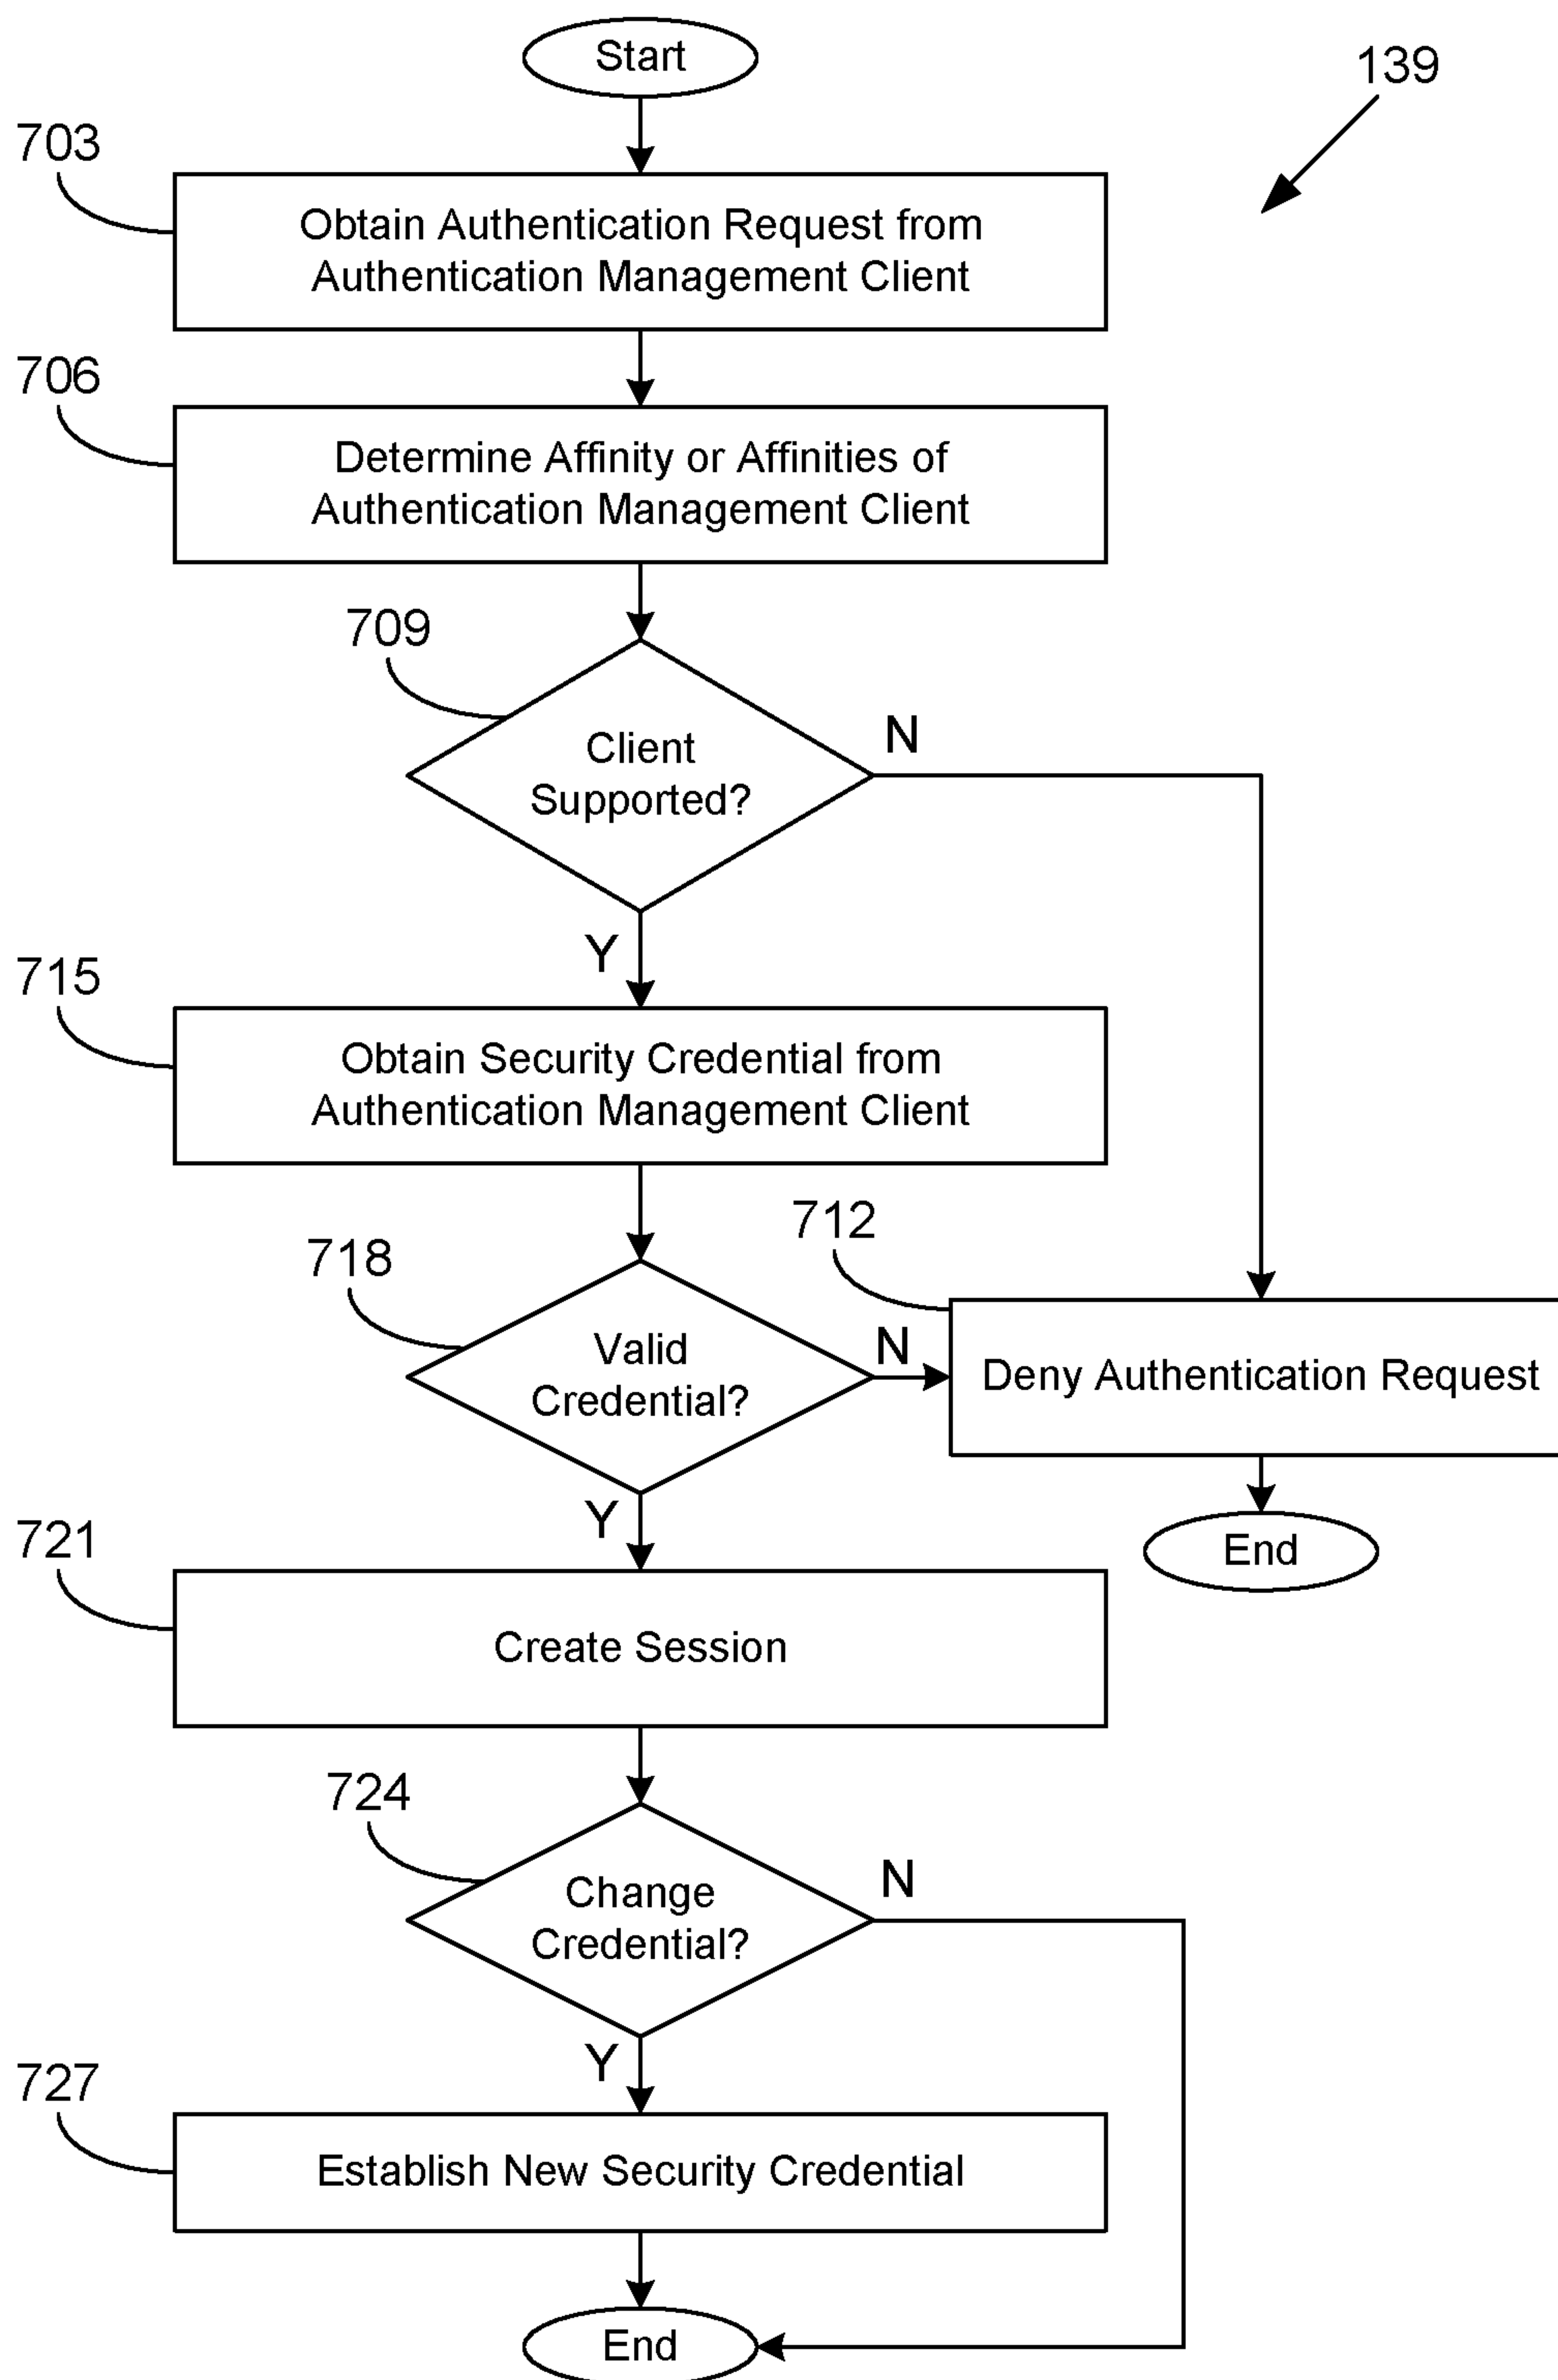 Start
139
703
Obtain Authentication Request from
Authentication Management Client
706
Determine Affinity or Affinities of
Authentication Management Client
709
Client
Supported?
N
Y
715
Obtain Security Credential from
Authentication Management Client
712
718
Valid
Credential?
N
Deny Authentication Request
Y
End
721
Create Session
724
Change
Credential?
N
Y
727
Establish New Security Credential
End